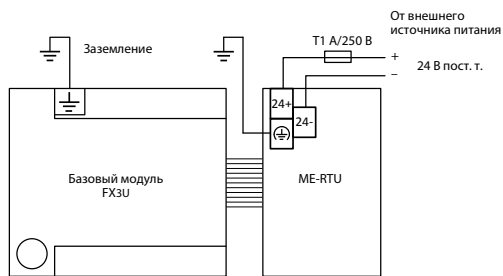 От внешнего
источника питания
T1 А/250 В
Заземление
+
24 В пост. т.
–
24+
24-
Базовый модуль
FX3U
ME-RTU